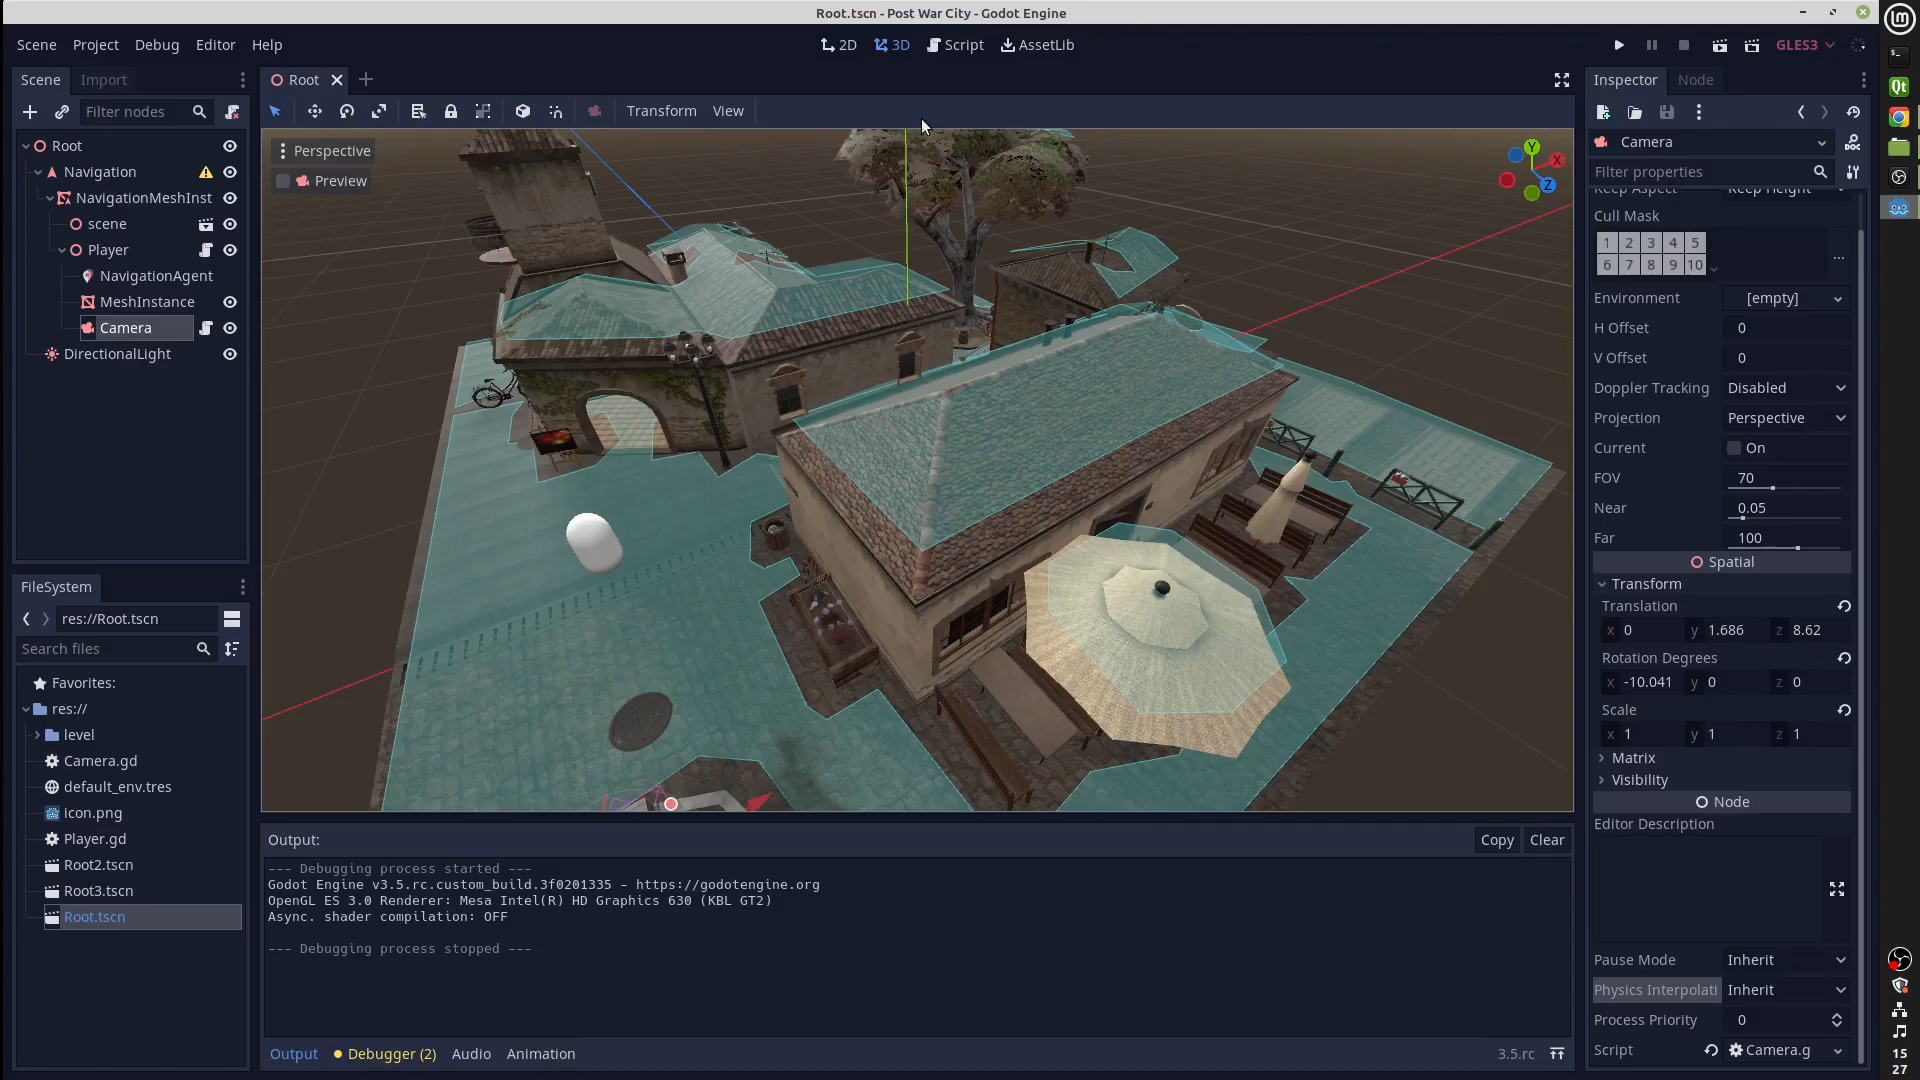 Root.tscn - Post War City - Godot Engine
Scene Project Debug Editor Help
2D 3D Script AssetLib
GLES3
Scene Import
Filter nodes
Root
Navigation
NavigationMeshInst
scene
Player
NavigationAgent
MeshInstance
Camera
DirectionalLight
FileSystem
res://Root.tscn
Search files
Favorites:
res://
level
Camera.gd
default_env.tres
icon.png
Player.gd
Root2.tscn
Root3.tscn
Root.tscn
Root
Transform View
Perspective
Preview
Y
X
Z
Output:
Copy Clear
--- Debugging process started ---
Godot Engine v3.5.rc.custom_build.3f0201335 - https://godotengine.org
OpenGL ES 3.0 Renderer: Mesa Intel(R) HD Graphics 630 (KBL GT2)
Async. shader compilation: OFF
--- Debugging process stopped ---
Output Debugger (2) Audio Animation
3.5.rc
Inspector Node
Camera
Filter properties
Keep Aspect Keep Height
Cull Mask
1 2 3 4 5
6 7 8 9 10
...
Environment [empty]
H Offset 0
V Offset 0
Doppler Tracking Disabled
Projection Perspective
Current On
FOV 70
Near 0.05
Far 100
Spatial
Transform
Translation
x 0 y 1.686 z 8.62
Rotation Degrees
x -10.041 y 0 z 0
Scale
x 1 y 1 z 1
Matrix
Visibility
Node
Editor Description
Pause Mode Inherit
Physics Interpolati Inherit
Process Priority 0
Script Camera.g
Qt
15
27